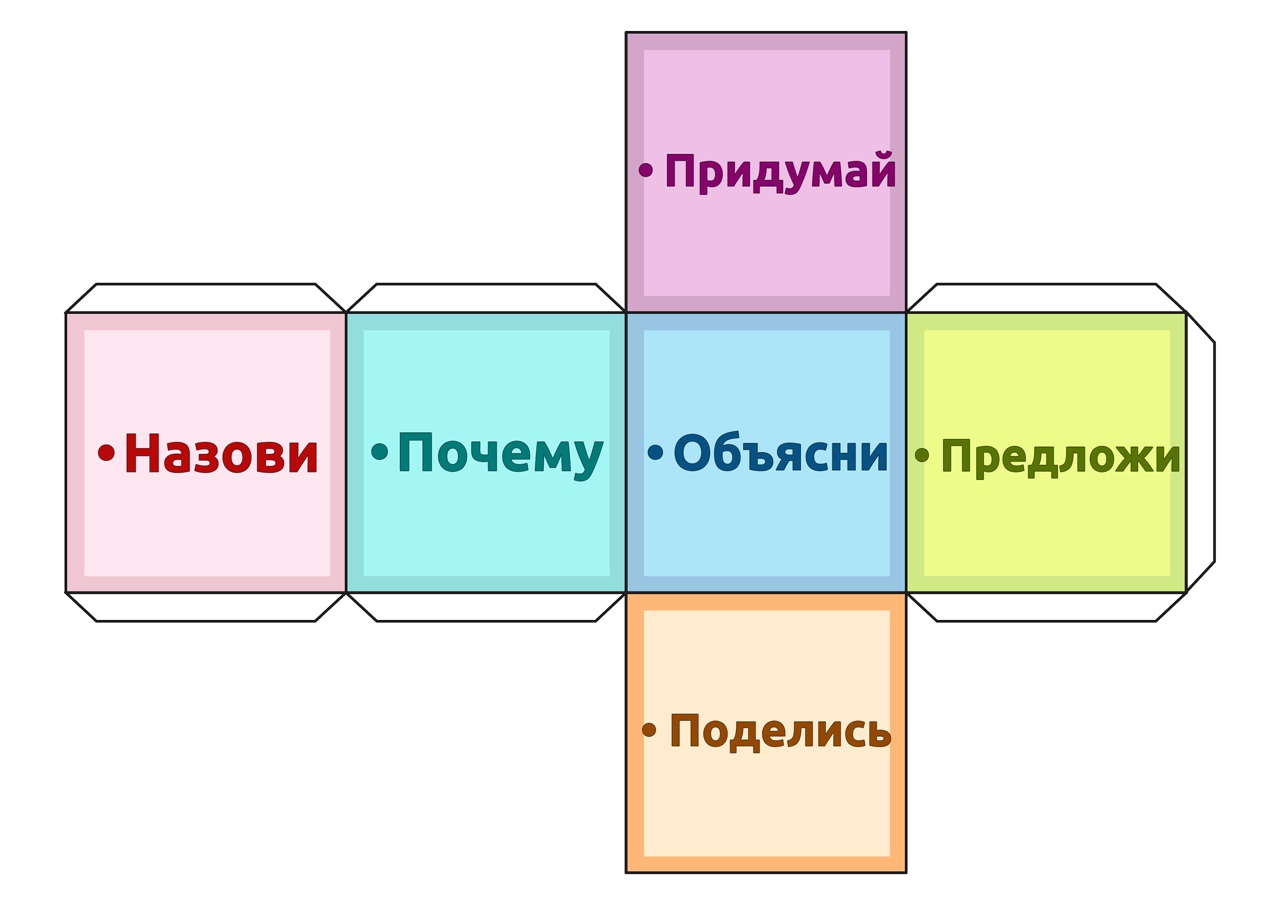 • Придумай
• Назови
• Почему
• Объясни
• Предложи
• Поделись